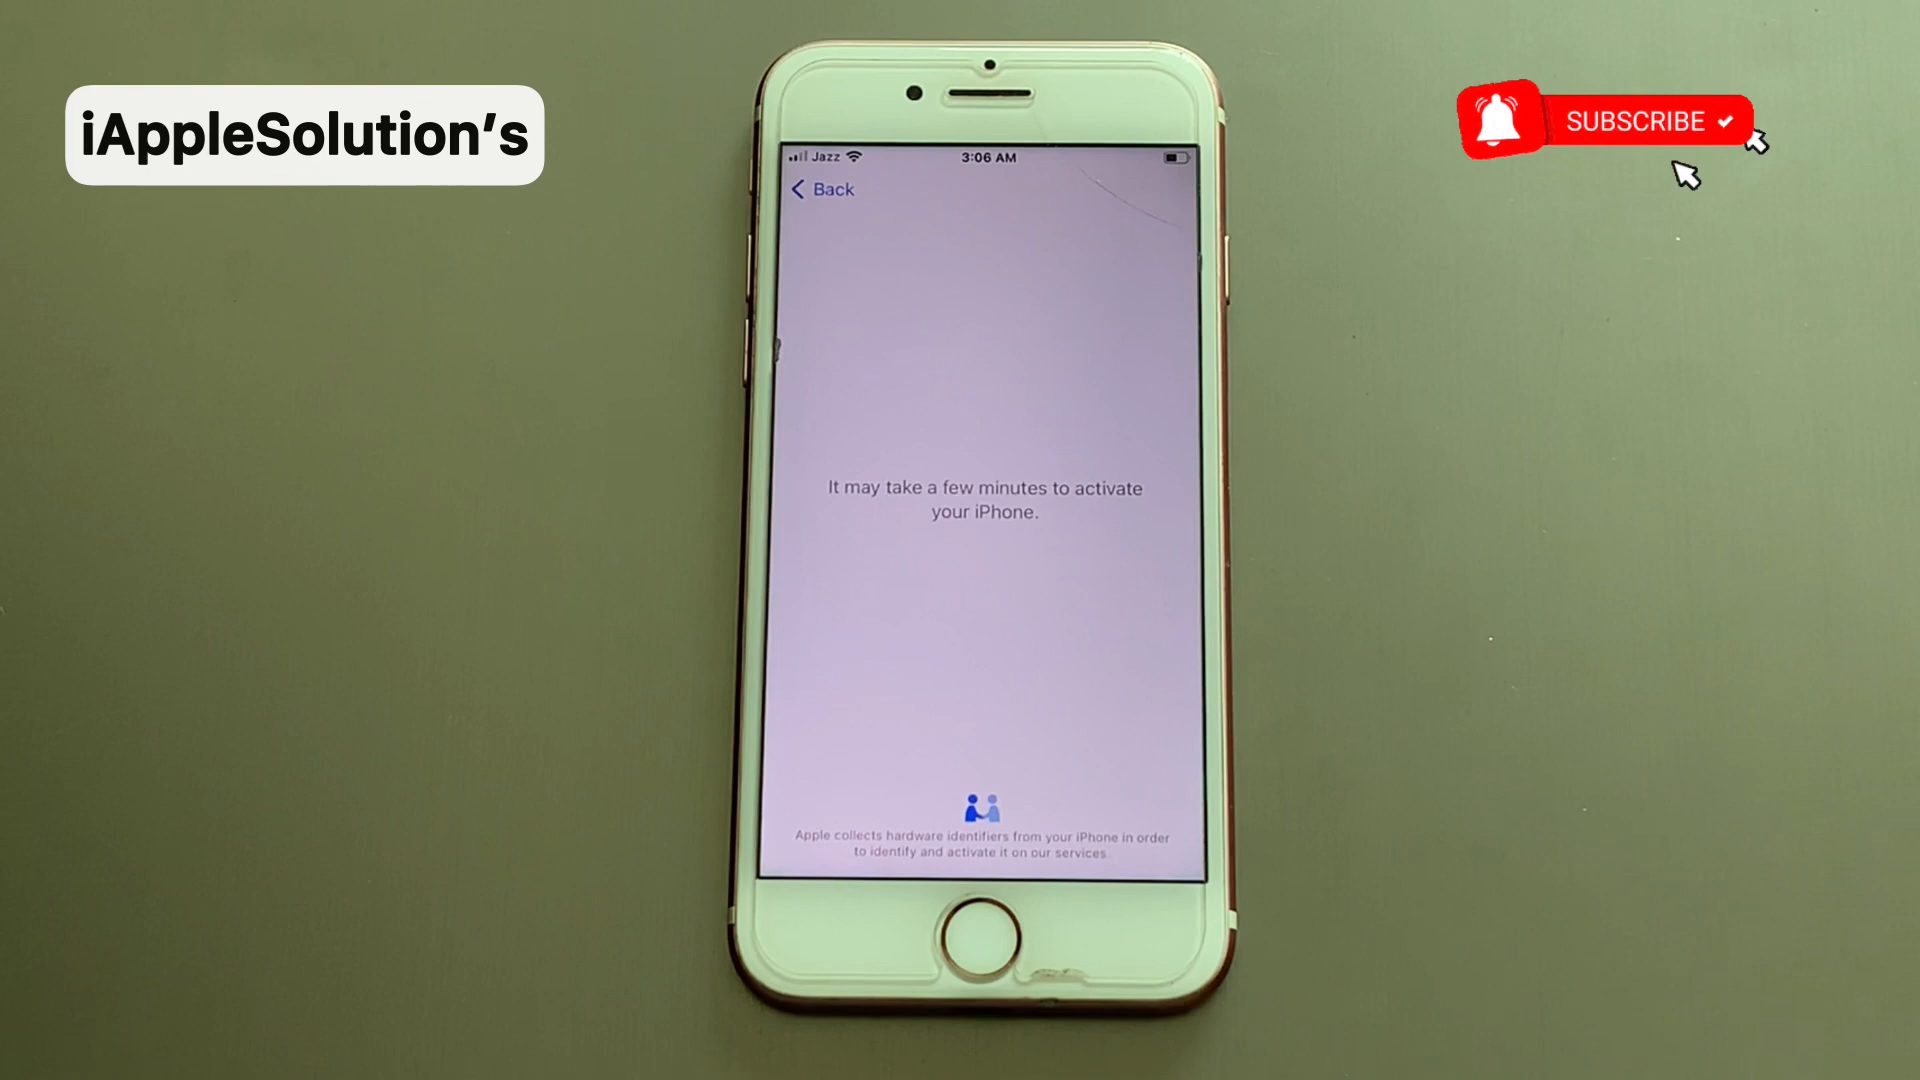 iAppleSolution's
SUBSCRIBE
Jazz
3:06 AM
Back
It may take a few minutes to activate
your iPhone.
Apple collects hardware identifiers from your iPhone in order
to identify and activate it on our services.